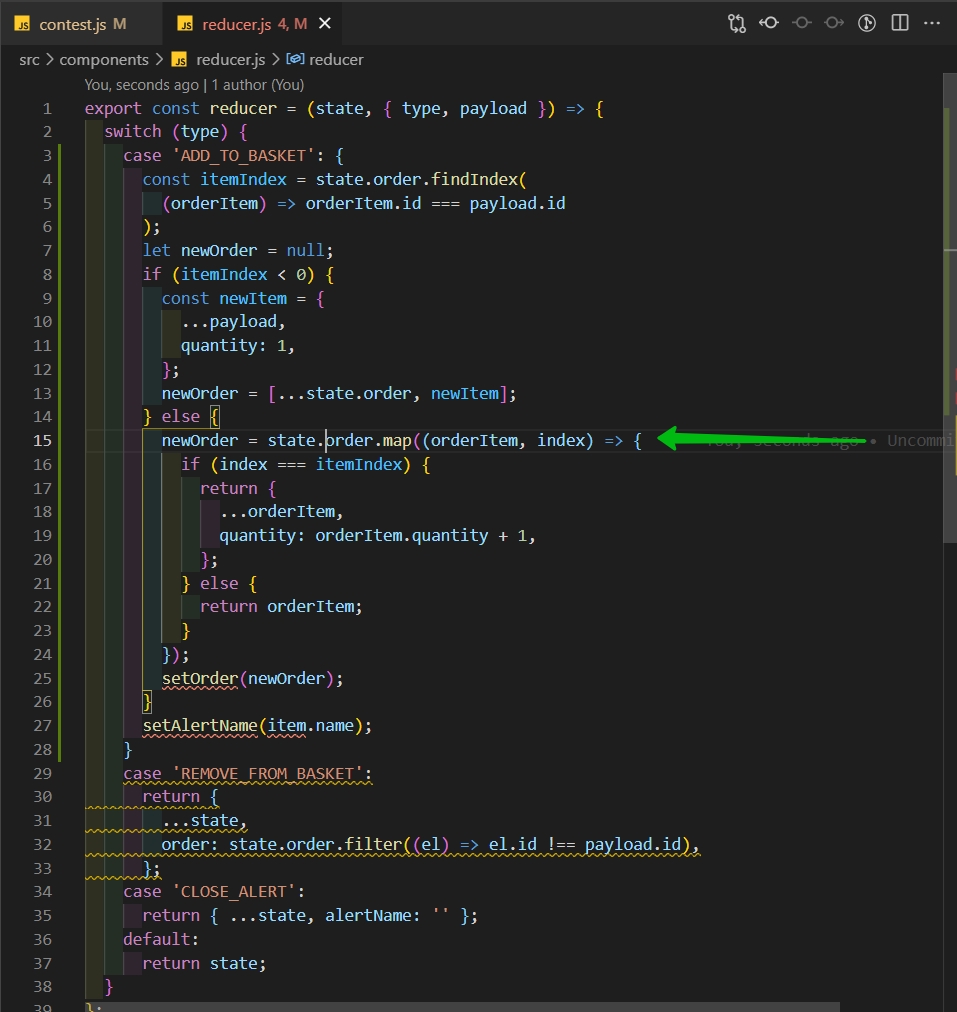 JS contest.js M JS reducer.js 4, M ✕
src > components > JS reducer.js > reducer
You, seconds ago | 1 author (You)
1 export const reducer = (state, { type, payload }) => {
2 switch (type) {
3 case 'ADD_TO_BASKET': {
4 const itemIndex = state.order.findIndex(
5 (orderItem) => orderItem.id === payload.id
6 );
7 let newOrder = null;
8 if (itemIndex < 0) {
9 const newItem = {
10 ...payload,
11 quantity: 1,
12 };
13 newOrder = [...state.order, newItem];
14 } else {
15 newOrder = state.order.map((orderItem, index) => { You, seconds ago • Uncommi
16 if (index === itemIndex) {
17 return {
18 ...orderItem,
19 quantity: orderItem.quantity + 1,
20 };
21 } else {
22 return orderItem;
23 }
24 });
25 setOrder(newOrder);
26 }
27 setAlertName(item.name);
28 }
29 case 'REMOVE_FROM_BASKET':
30 return {
31 ...state,
32 order: state.order.filter((el) => el.id !== payload.id),
33 };
34 case 'CLOSE_ALERT':
35 return { ...state, alertName: '' };
36 default:
37 return state;
38 }
39 };